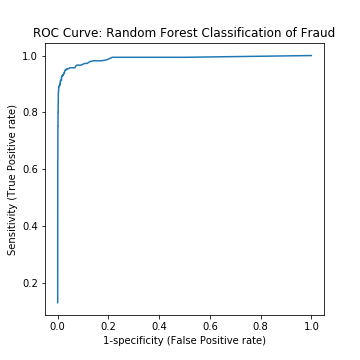 ROC Curve: Random Forest Classification of Fraud
1.0
0.8
0.6
0.4
0.2
Sensitivity (True Positive rate)
0.0 0.2 0.4 0.6 0.8 1.0
1-specificity (False Positive rate)